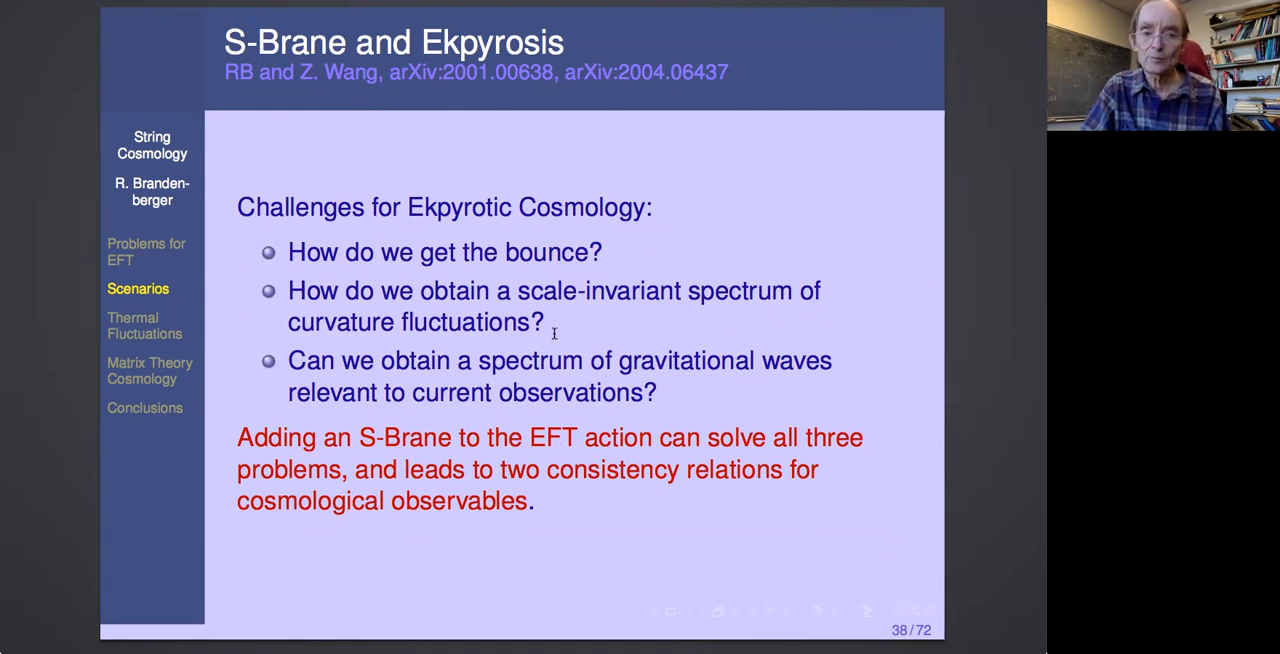 S-Brane and Ekpyrosis
RB and Z. Wang, arXiv:2001.00638, arXiv:2004.06437
String
Cosmology
R. Branden-
berger
Problems for
EFT
Scenarios
Thermal
Fluctuations
Matrix Theory
Cosmology
Conclusions
Challenges for Ekpyrotic Cosmology:
How do we get the bounce?
How do we obtain a scale-invariant spectrum of
curvature fluctuations?
Can we obtain a spectrum of gravitational waves
relevant to current observations?
Adding an S-Brane to the EFT action can solve all three
problems, and leads to two consistency relations for
cosmological observables.
38/72